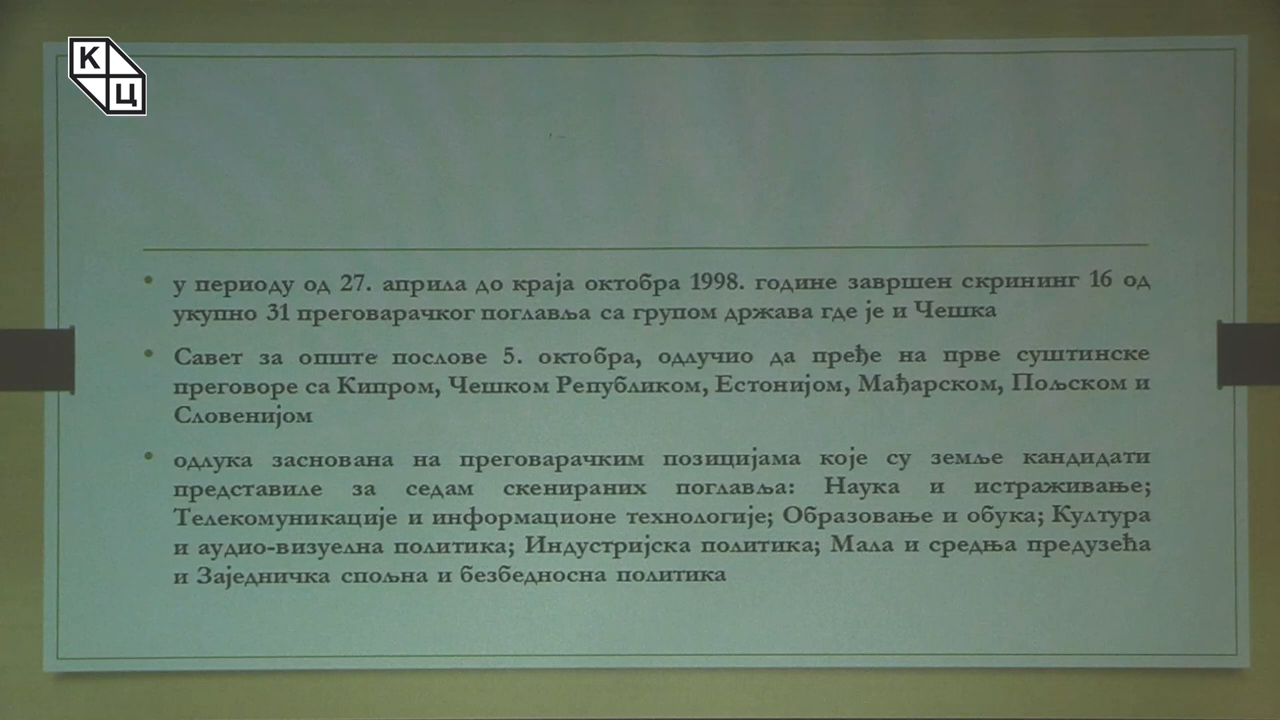 К
Ц
• у периоду од 27. априла до краја октобра 1998. године завршен скрининг 16 од
укупно 31 преговарачког поглавља са групом држава где је и Чешка
• Савет за опште послове 5. октобра, одлучио да пређе на прве суштинске
преговоре са Кипром, Чешком Републиком, Естонијом, Мађарском, Пољском и
Словенијом
• одлука заснована на преговарачким позицијама које су земље кандидати
представиле за седам скенираних поглавља: Наука и истраживање;
Телекомуникације и информационе технологије; Образовање и обука; Култура
и аудио-визуелна политика; Индустријска политика; Мала и средња предузећа
и Заједничка спољна и безбедносна политика